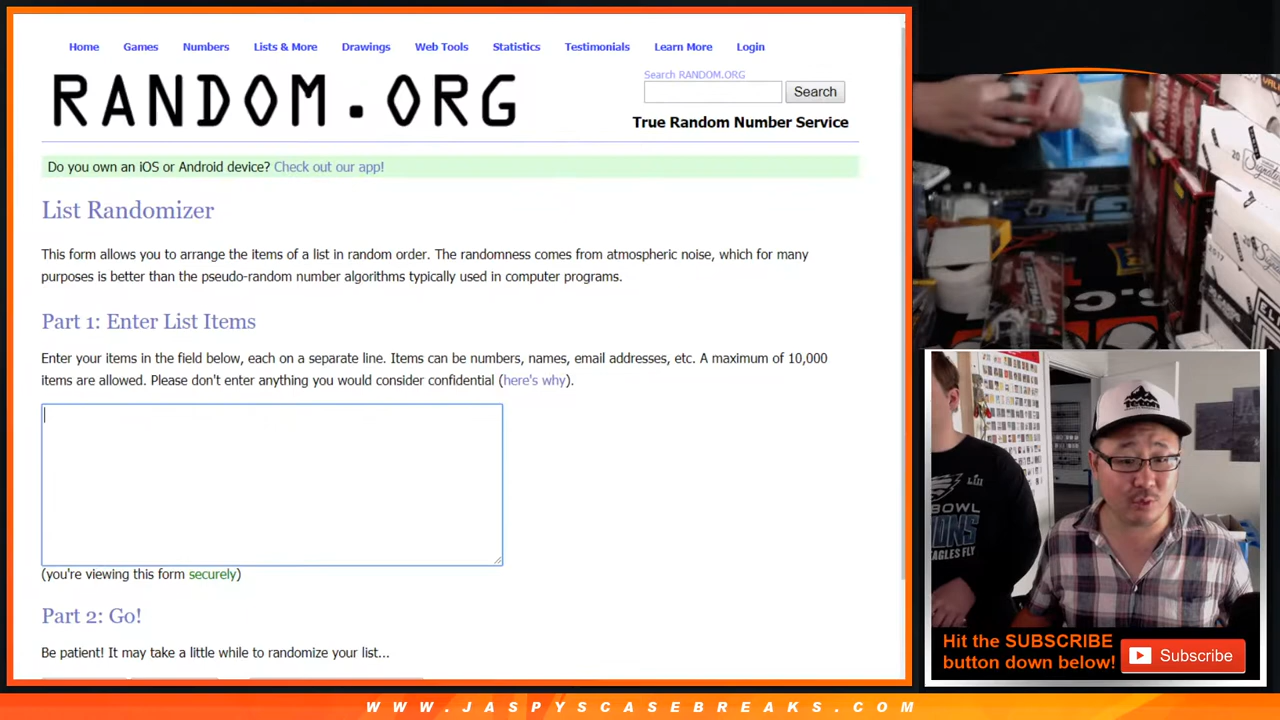 Home Games Numbers Lists & More Drawings Web Tools Statistics Testimonials Learn More Login
RANDOM.ORG
Search RANDOM.ORG
Search
True Random Number Service
Do you own an iOS or Android device? Check out our app!
List Randomizer
This form allows you to arrange the items of a list in random order. The randomness comes from atmospheric noise, which for many
purposes is better than the pseudo-random number algorithms typically used in computer programs.
Part 1: Enter List Items
Enter your items in the field below, each on a separate line. Items can be numbers, names, email addresses, etc. A maximum of 10,000
items are allowed. Please don't enter anything you would consider confidential (here's why).
(you're viewing this form securely)
Part 2: Go!
Be patient! It may take a little while to randomize your list...
2017
LII
BOWL
EAGLES FLY
TETON
Hit the SUBSCRIBE
button down below!
Subscribe
WWW.JASPYSCASEBREAKS.COM